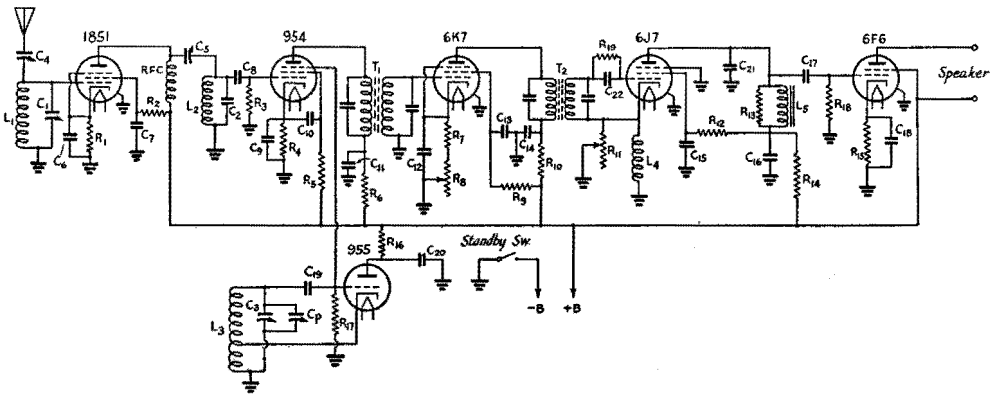 1851
954
6K7
6J7
6F6
C4
RFC
C5
C8
T1
T2
R19
C21
C17
Speaker
L1
C1
R2
L2
C2
R3
C22
R13
L5
R18
C6
R1
C7
C9
R4
C10
C11
C12
R7
C13
C14
R11
L4
C15
R12
C16
R15
C18
R5
R6
R8
R9
R10
R14
955
R16
C20
Standby Sw.
C19
L3
C3
Cp
R17
-B
+B